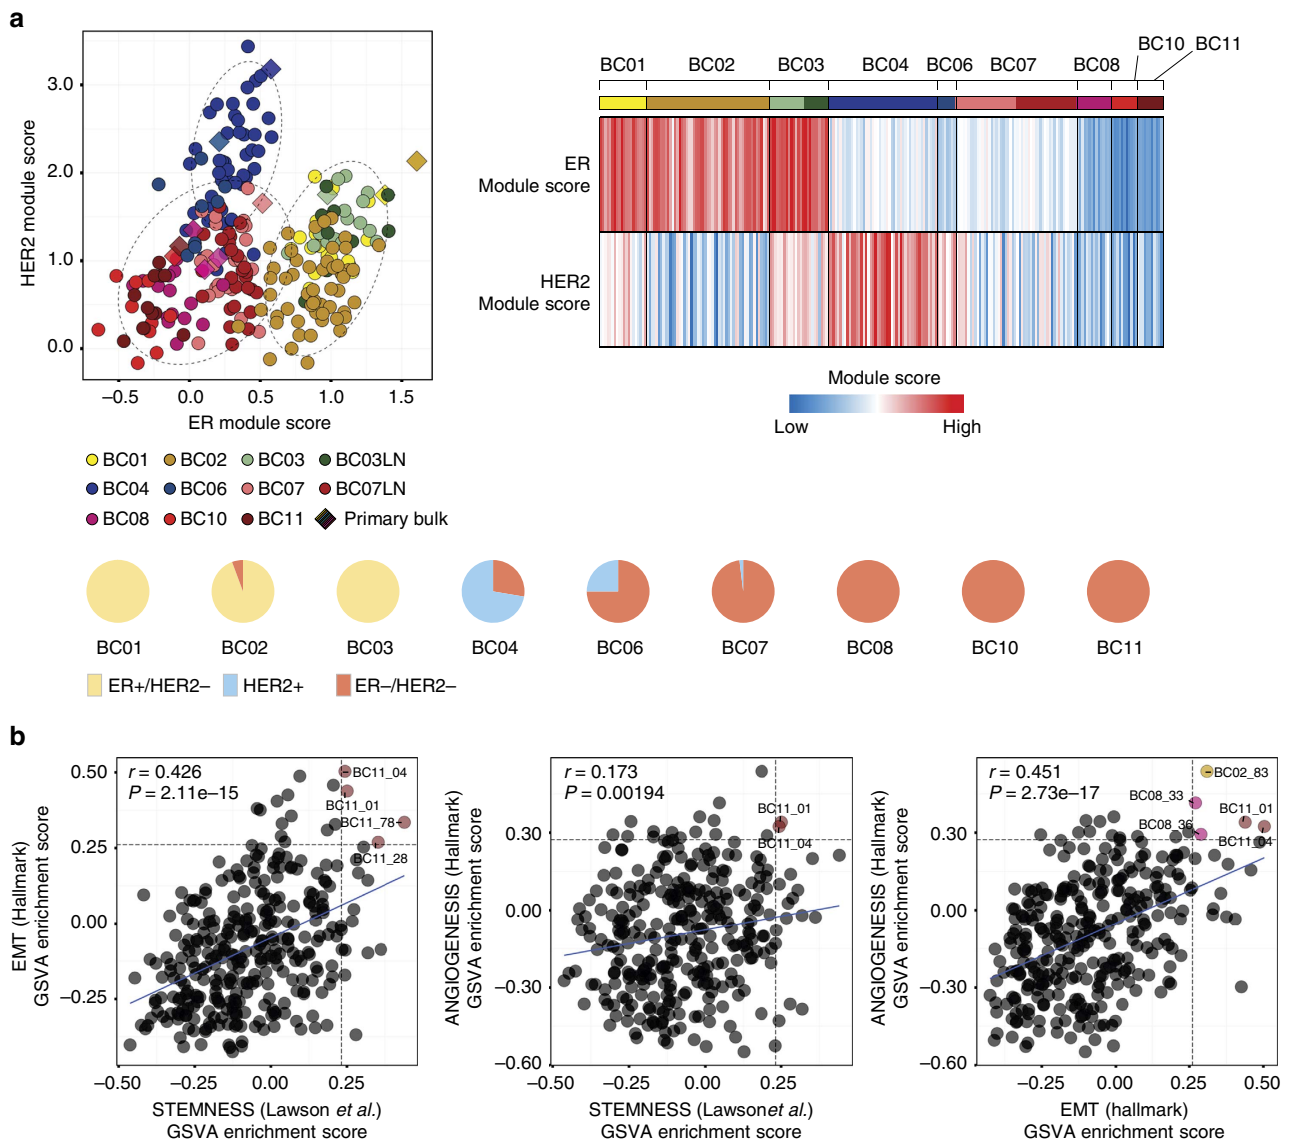 a
HER2 module score
3.0
2.0
1.0
0.0
−0.5 0.0 0.5 1.0 1.5
ER module score
BC01 BC02 BC03 BC03LN
BC04 BC06 BC07 BC07LN
BC08 BC10 BC11 Primary bulk
BC10 BC11
BC01 BC02 BC03 BC04 BC06 BC07 BC08
ER
Module score
HER2
Module score
Module score
Low High
BC01 BC02 BC03 BC04 BC06 BC07 BC08 BC10 BC11
ER+/HER2− HER2+ ER−/HER2−
b
EMT (Hallmark)
GSVA enrichment score
0.50
0.25
0.00
−0.25
r = 0.426
P = 2.11e−15
BC11_04
BC11_01
BC11_78
BC11_28
−0.50 −0.25 0.00 0.25
STEMNESS (Lawson et al.)
GSVA enrichment score
ANGIOGENESIS (Hallmark)
GSVA enrichment score
0.30
0.00
−0.30
−0.60
r = 0.173
P = 0.00194
BC11_01
BC11_04
−0.50 −0.25 0.00 0.25
STEMNESS (Lawsonet al.)
GSVA enrichment score
ANGIOGENESIS (Hallmark)
GSVA enrichment score
0.30
0.00
−0.30
−0.60
r = 0.451
P = 2.73e−17
BC02_83
BC08_33
BC11_01
BC08_36
BC11_04
−0.25 0.00 0.25 0.50
EMT (hallmark)
GSVA enrichment score